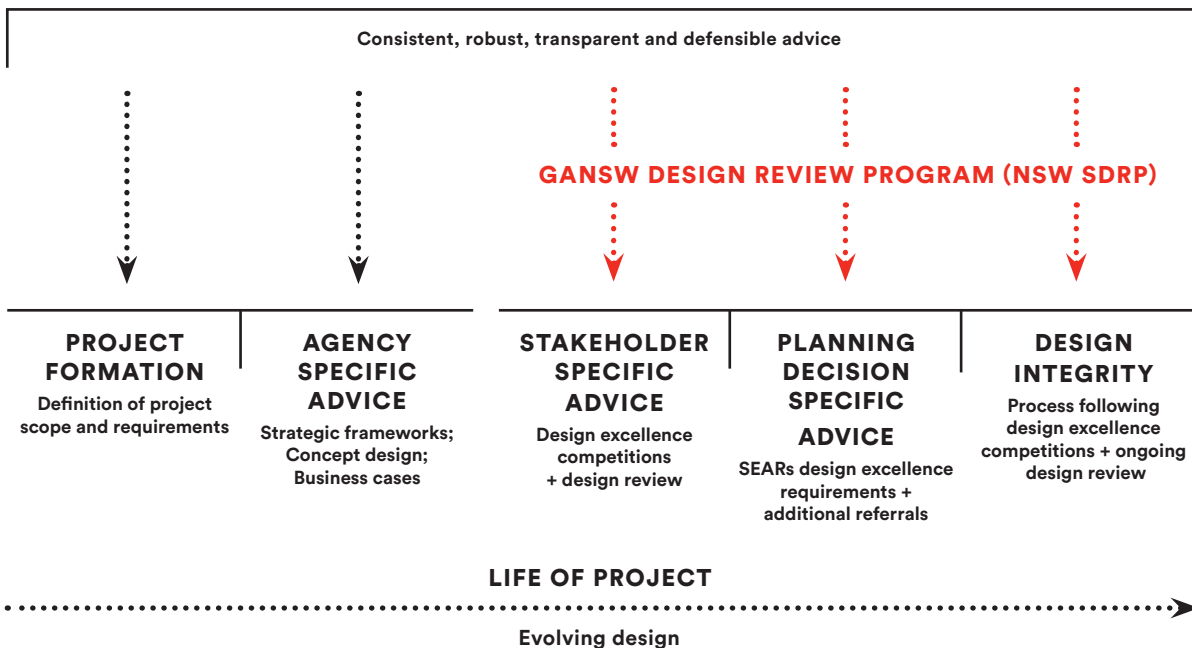 Consistent, robust, transparent and defensible advice
GANSW DESIGN REVIEW PROGRAM (NSW SDRP)
PROJECT
FORMATION
Definition of project
scope and requirements
AGENCY
SPECIFIC
ADVICE
Strategic frameworks;
Concept design;
Business cases
STAKEHOLDER
SPECIFIC
ADVICE
Design excellence
competitions
+ design review
PLANNING
DECISION
SPECIFIC
ADVICE
SEARs design excellence
requirements +
additional referrals
DESIGN
INTEGRITY
Process following
design excellence
competitions + ongoing
design review
LIFE OF PROJECT
Evolving design